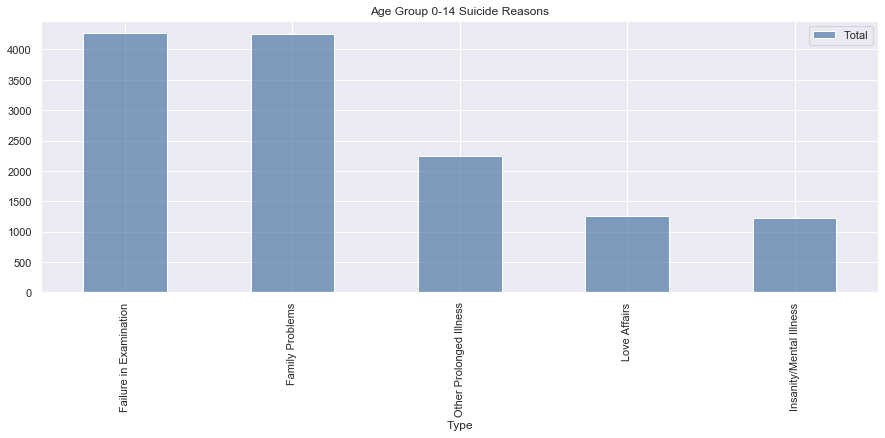 Age Group 0-14 Suicide Reasons
Total
4000
3500
3000
2500
2000
1500
1000
500
0
Failure in Examination
Family Problems
Other Prolonged Illness
Love Affairs
Insanity/Mental Illness
Type